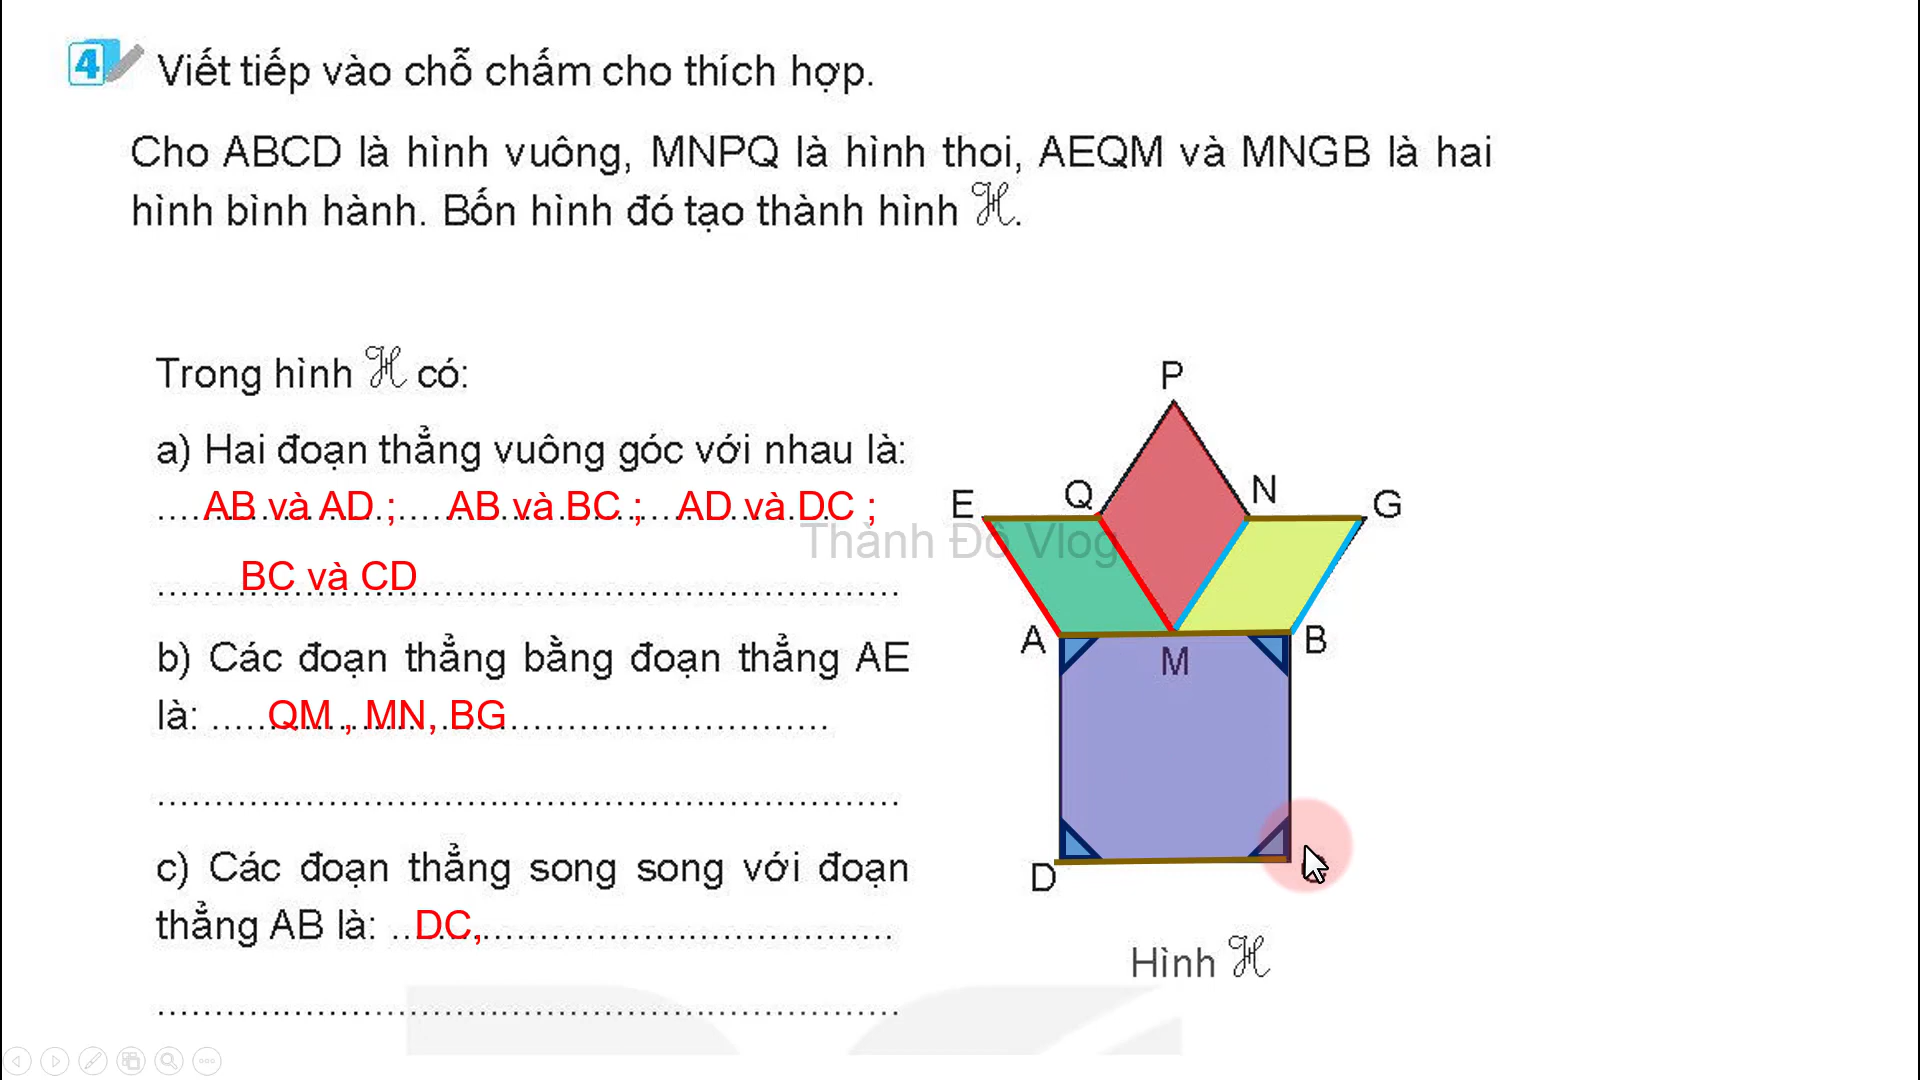 4 Viết tiếp vào chỗ chấm cho thích hợp.
Cho ABCD là hình vuông, MNPQ là hình thoi, AEQM và MNGB là hai
hình bình hành. Bốn hình đó tạo thành hình ℋ.
Trong hình ℋ có:
a) Hai đoạn thẳng vuông góc với nhau là:
AB và AD ; AB và BC ; AD và DC ;
BC và CD
b) Các đoạn thẳng bằng đoạn thẳng AE
là: QM , MN, BG
c) Các đoạn thẳng song song với đoạn
thẳng AB là: DC,
P
E Q N G
Thành Đô Vlog
A M B
D
Hình ℋ